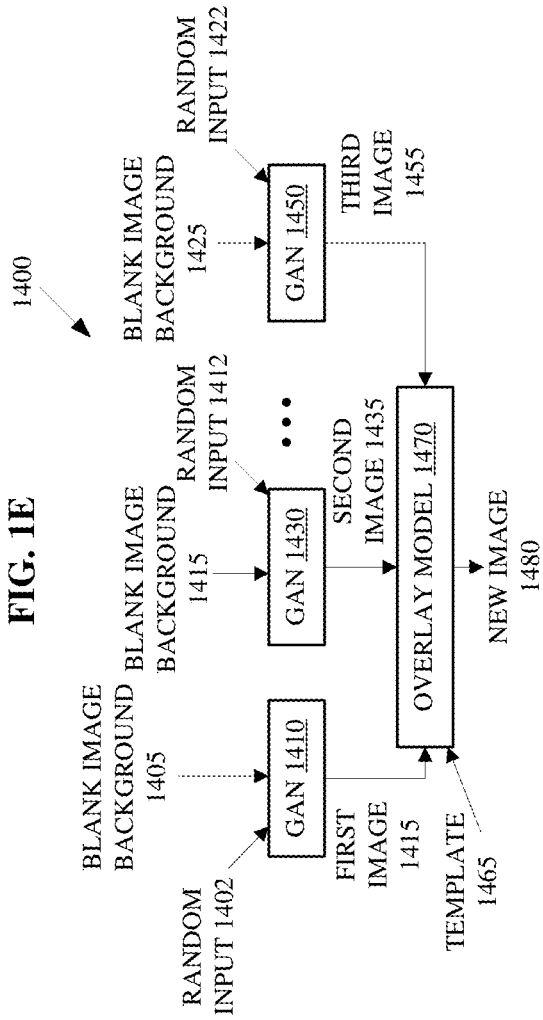 FIG. 1E
1400
BLANK IMAGE
BACKGROUND
1405
RANDOM
INPUT 1402
GAN 1410
FIRST
IMAGE
1415
BLANK IMAGE
BACKGROUND
1415
RANDOM
INPUT 1412
GAN 1430
SECOND
IMAGE 1435
BLANK IMAGE
BACKGROUND
1425
RANDOM
INPUT 1422
GAN 1450
THIRD
IMAGE
1455
TEMPLATE
1465
OVERLAY MODEL 1470
NEW IMAGE
1480